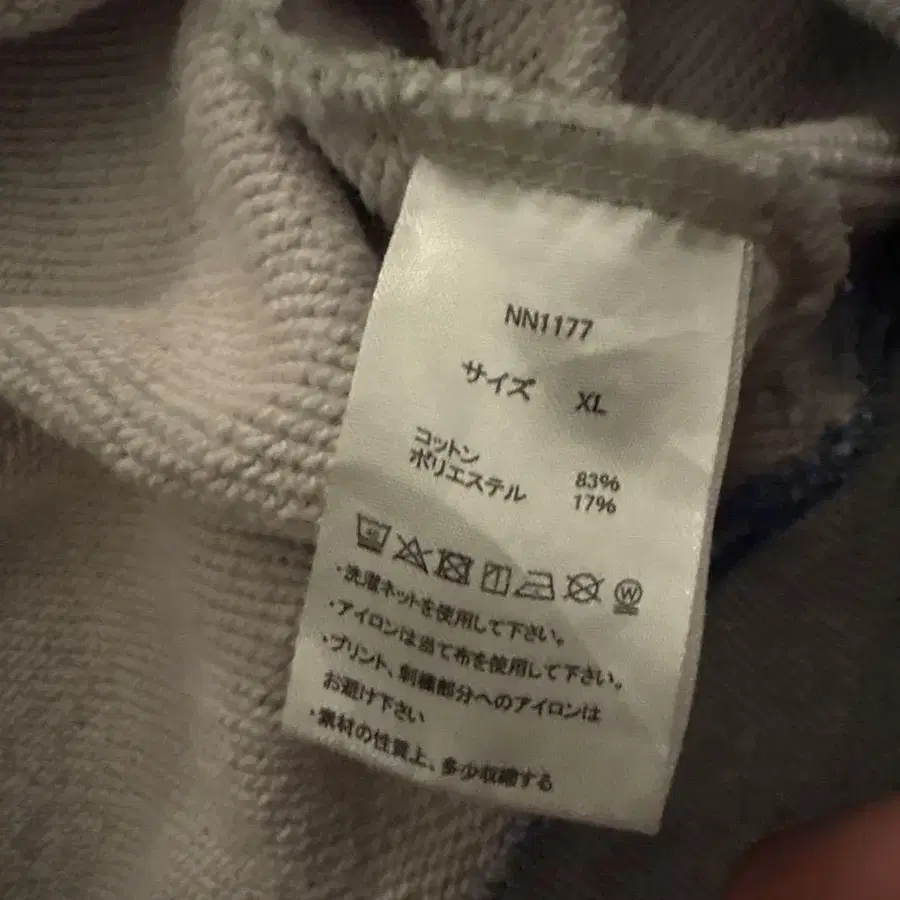 NN1177
サイズ XL
コットン 83%
ポリエステル 17%
40
W
・洗濯ネットを使用して下さい。
・アイロンは当て布を使用して下さい。
・プリント、刺繍部分へのアイロンは
お避け下さい
・素材の性質上、多少収縮する